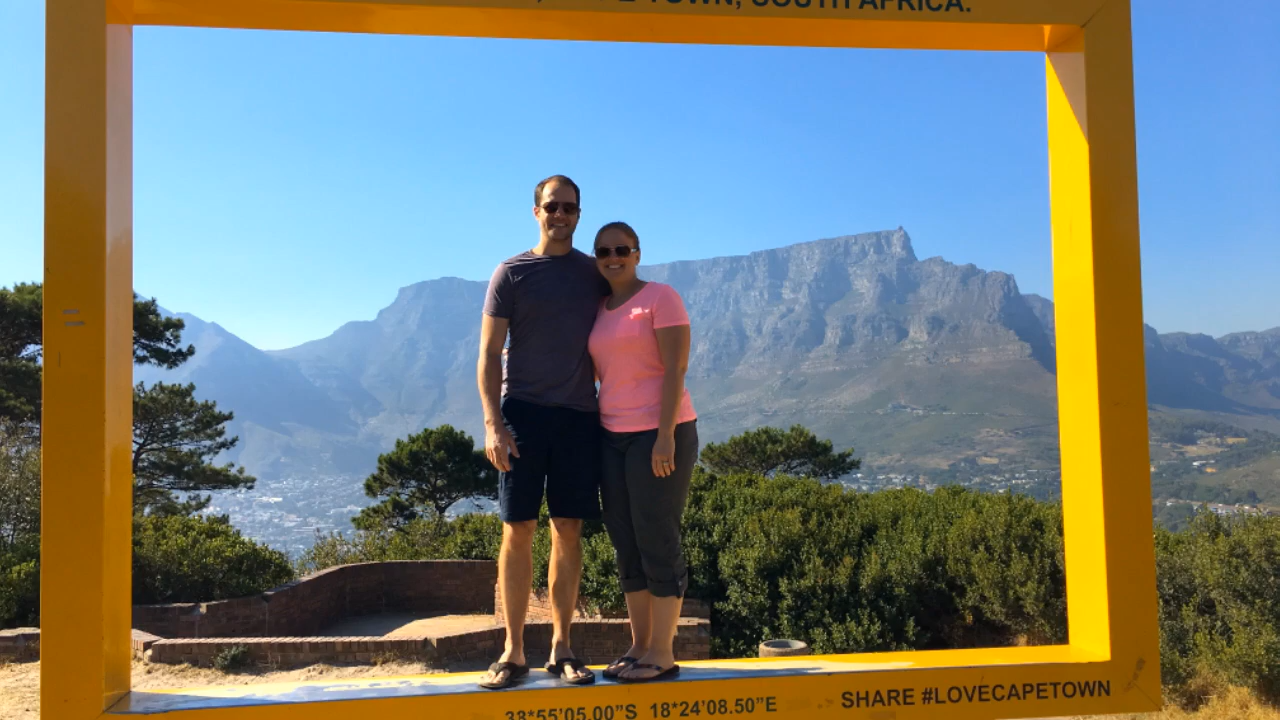 TOWN, SOUTH AFRICA.
33°55’05.00”S 18°24’08.50”E
SHARE #LOVECAPETOWN